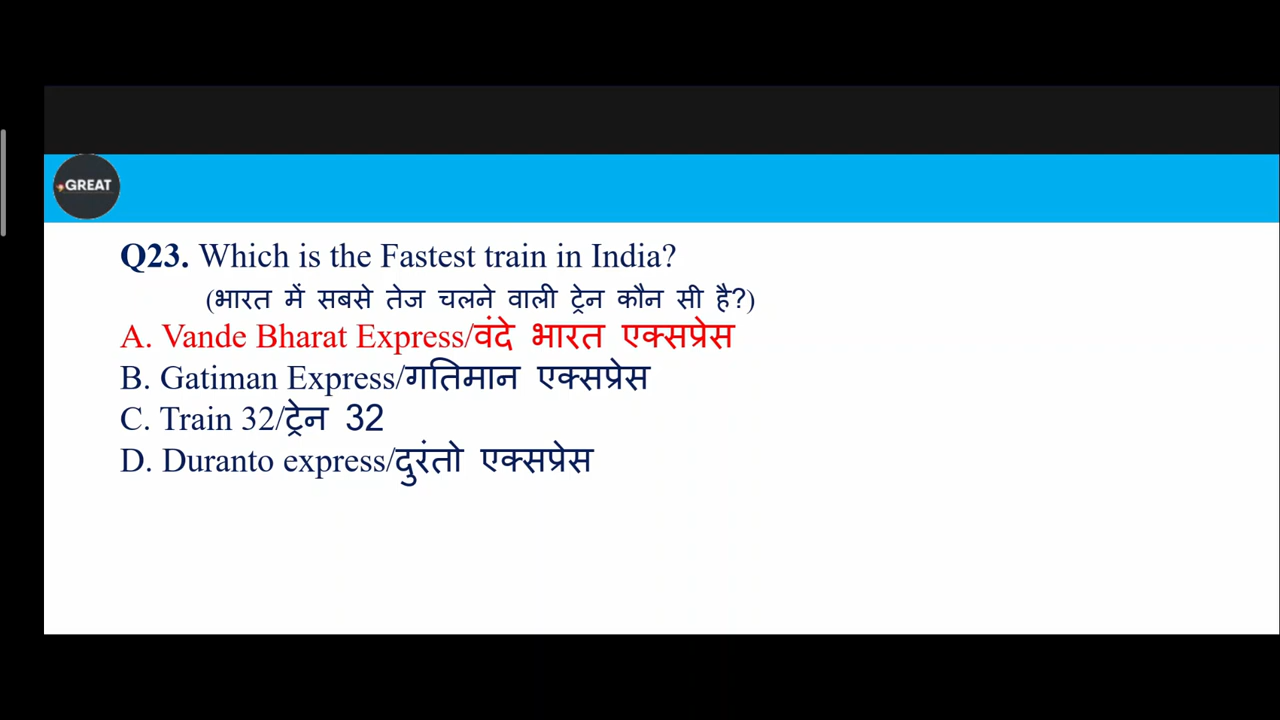 GREAT
Q23. Which is the Fastest train in India?
(भारत में सबसे तेज चलने वाली ट्रेन कौन सी है?)
A. Vande Bharat Express/वंदे भारत एक्सप्रेस
B. Gatiman Express/गतिमान एक्सप्रेस
C. Train 32/ट्रेन 32
D. Duranto express/दुरंतो एक्सप्रेस